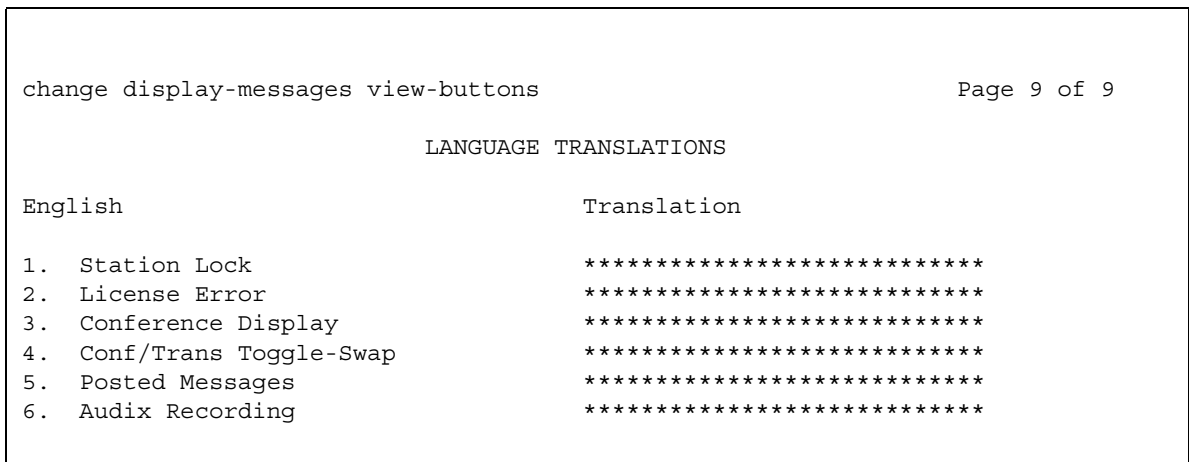 change display-messages view-buttons Page 9 of 9
LANGUAGE TRANSLATIONS
English Translation
1. Station Lock ****************************
2. License Error ****************************
3. Conference Display ****************************
4. Conf/Trans Toggle-Swap ****************************
5. Posted Messages ****************************
6. Audix Recording ****************************